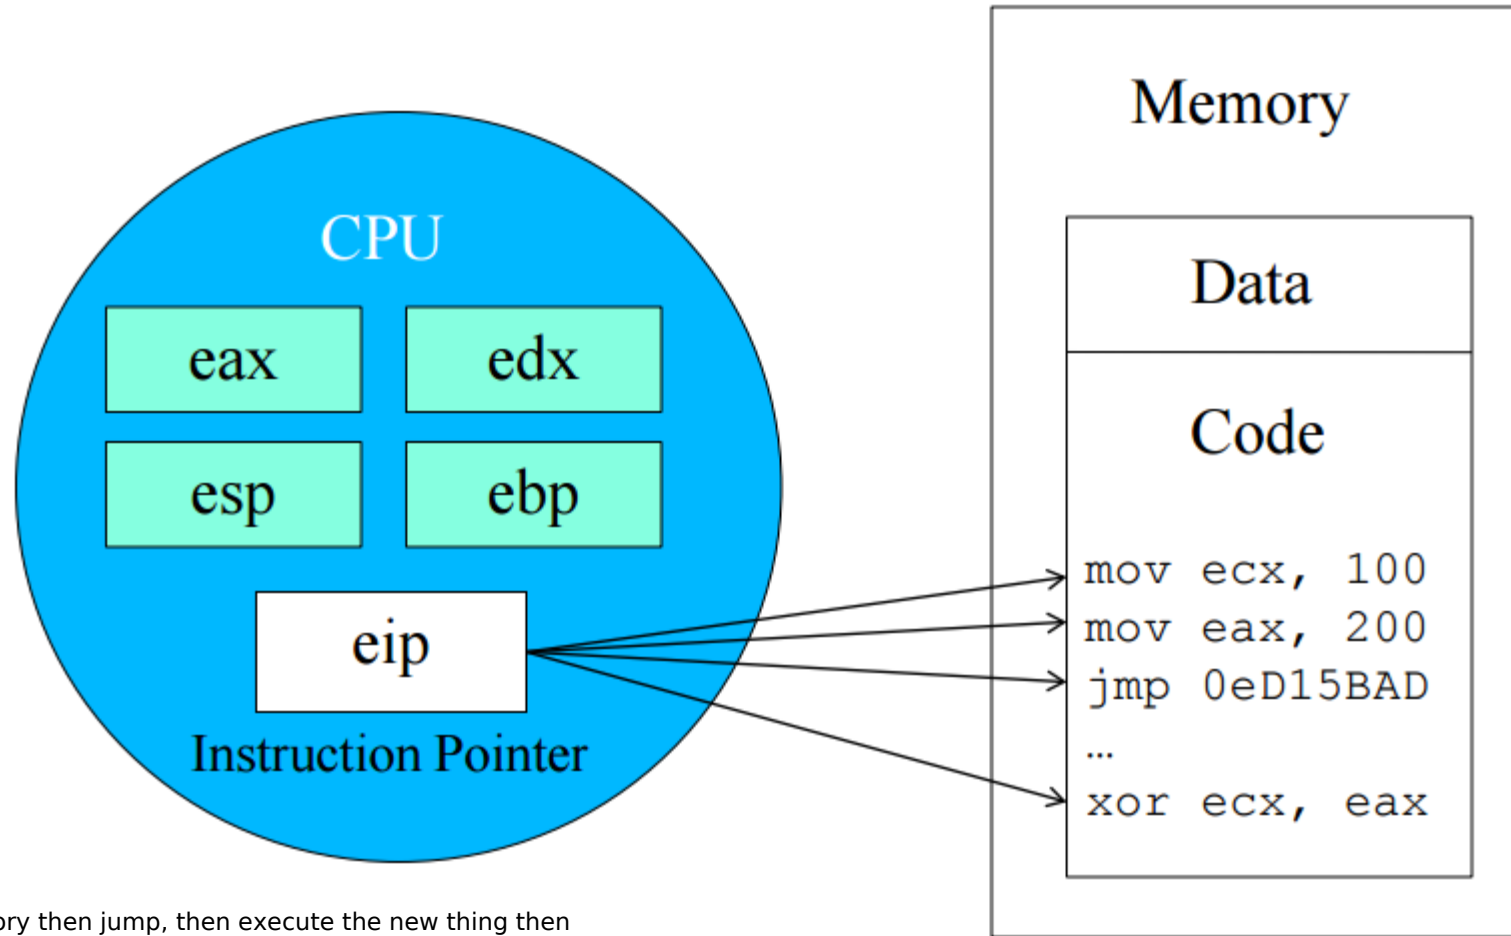 Memory
CPU
Data
eax edx
Code
esp ebp
mov ecx, 100
mov eax, 200
eip
jmp 0eD15BAD
Instruction Pointer
…
xor ecx, eax
then jump, then execute the new thing then